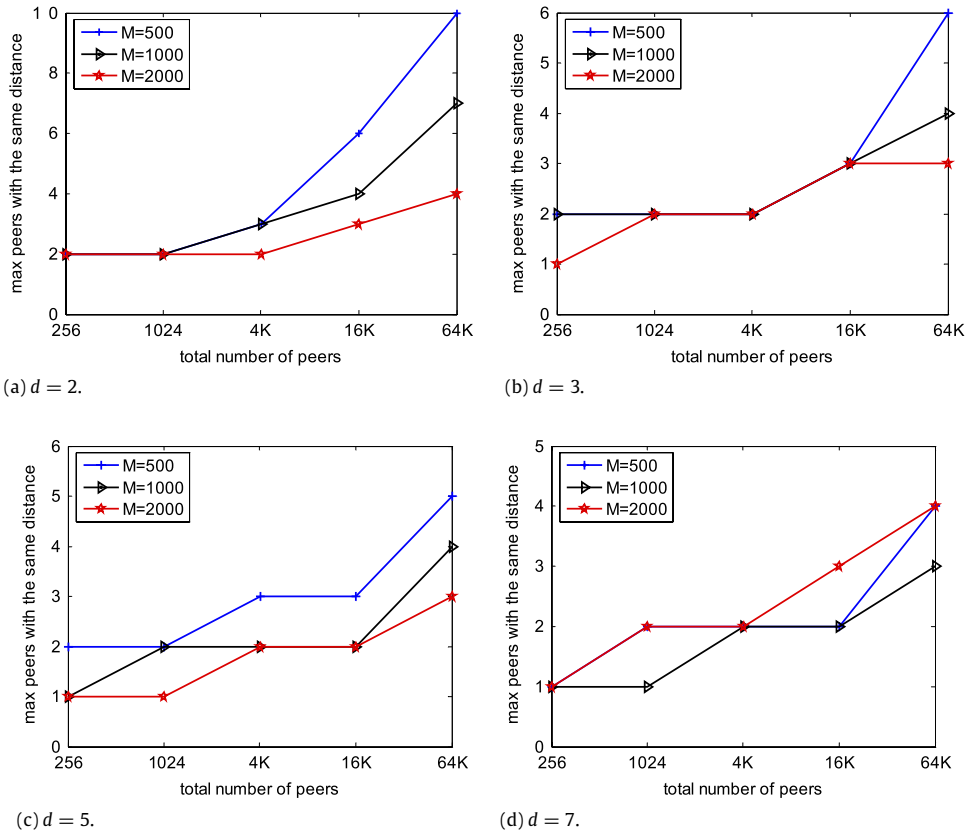 max peers with the same distance
1 0
8
6
4
2
0
M=500
M=1000
M=2000
256
1024
4K
16K
64K
total number of peers
(a) d = 2.
max peers with the same distance
6
5
4
3
2
1
0
M=500
M=1000
M=2000
256
1024
4K
16K
64K
total number of peers
(b) d = 3.
max peers with the same distance
6
5
4
3
2
1
0
M=500
M=1000
M=2000
256
1024
4K
16K
64K
total number of peers
(c) d = 5.
max peers with the same distance
5
4
3
2
1
0
M=500
M=1000
M=2000
256
1024
4K
16K
64K
total number of peers
(d) d = 7.